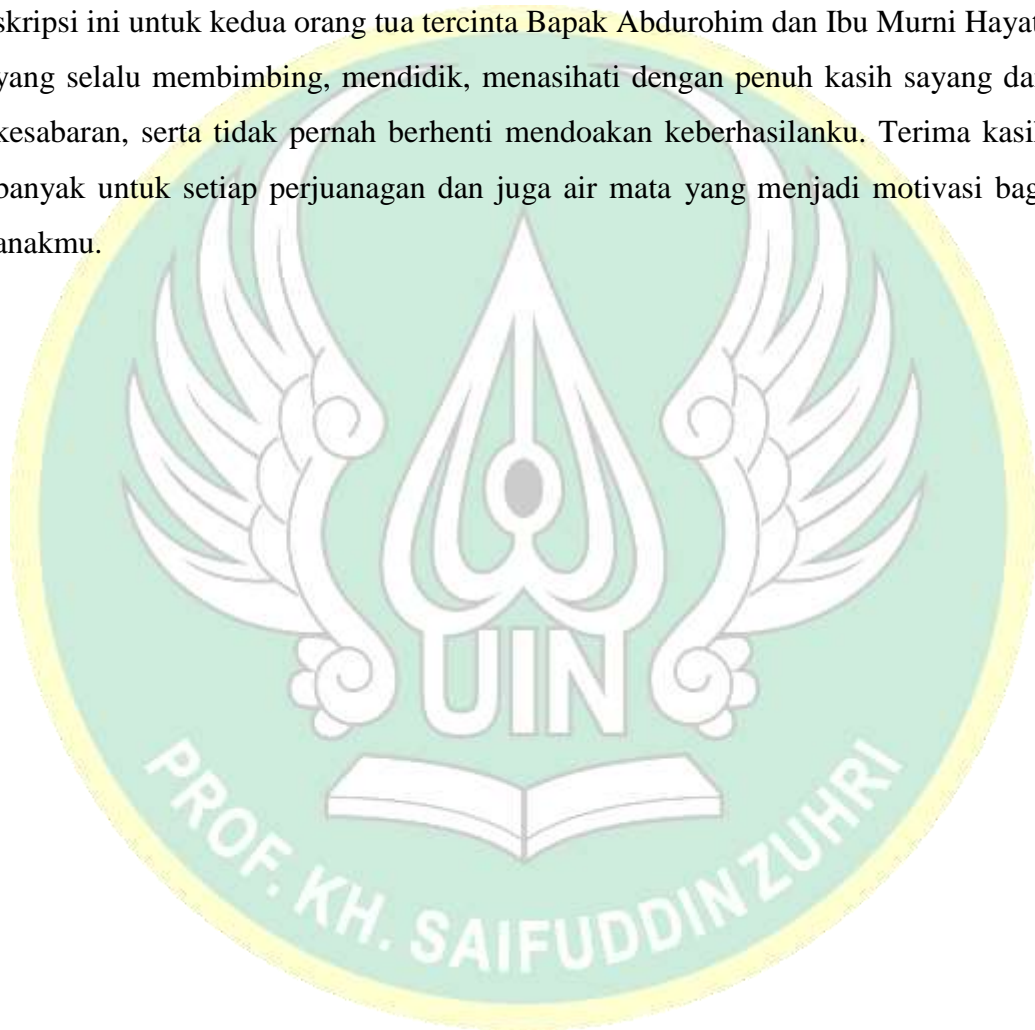 skripsi ini untuk kedua orang tua tercinta Bapak Abdurohim dan Ibu Murni Hayat
yang selalu membimbing, mendidik, menasihati dengan penuh kasih sayang da
kesabaran, serta tidak pernah berhenti mendoakan keberhasilanku. Terima kasi
banyak untuk setiap perjuanagan dan juga air mata yang menjadi motivasi bag
anakmu.
UIN
PROF. KH. SAIFUDDIN ZUHRI